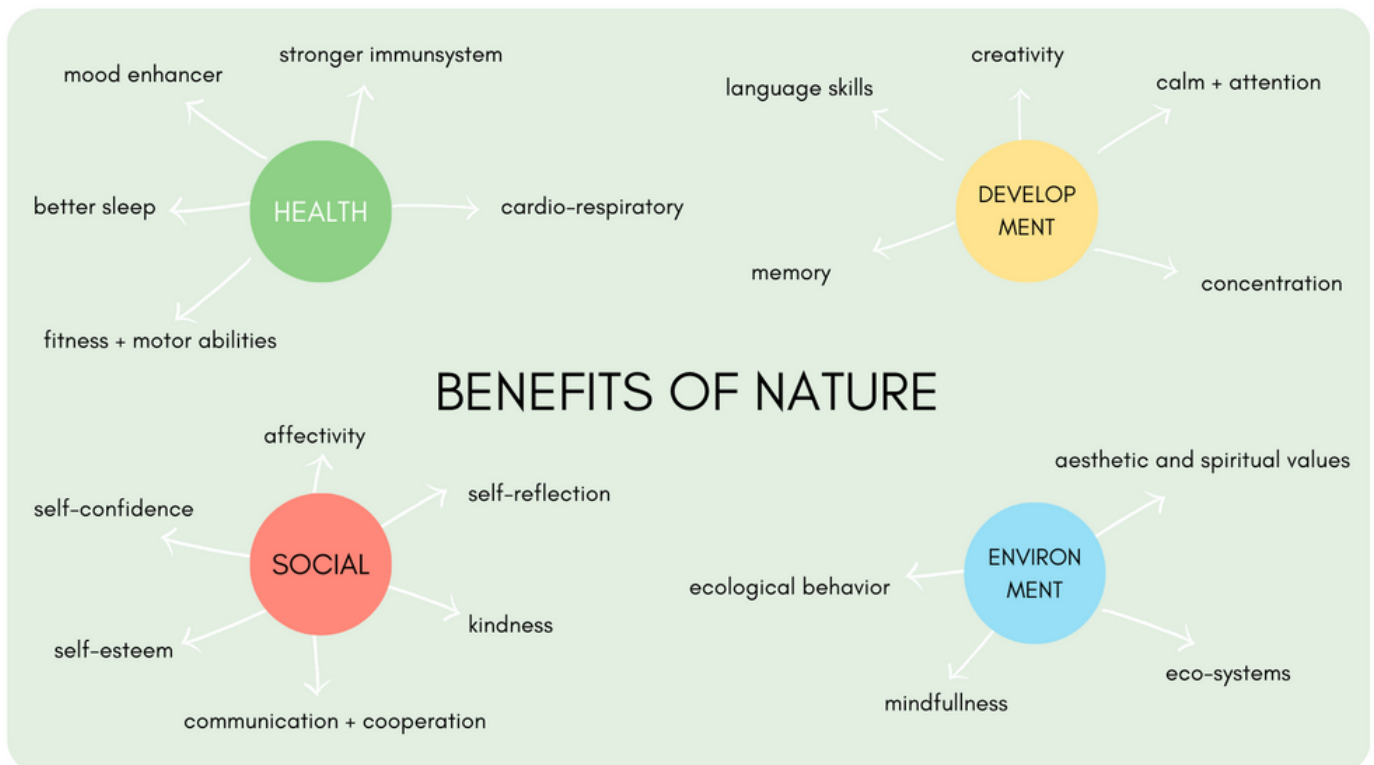 stronger immunsystem
mood enhancer
better sleep
HEALTH
cardio-respiratory
fitness + motor abilities
creativity
language skills
calm + attention
DEVELOP
MENT
memory
concentration
BENEFITS OF NATURE
affectivity
self-confidence
self-reflection
SOCIAL
kindness
self-esteem
communication + cooperation
aesthetic and spiritual values
ENVIRON
MENT
ecological behavior
eco-systems
mindfullness